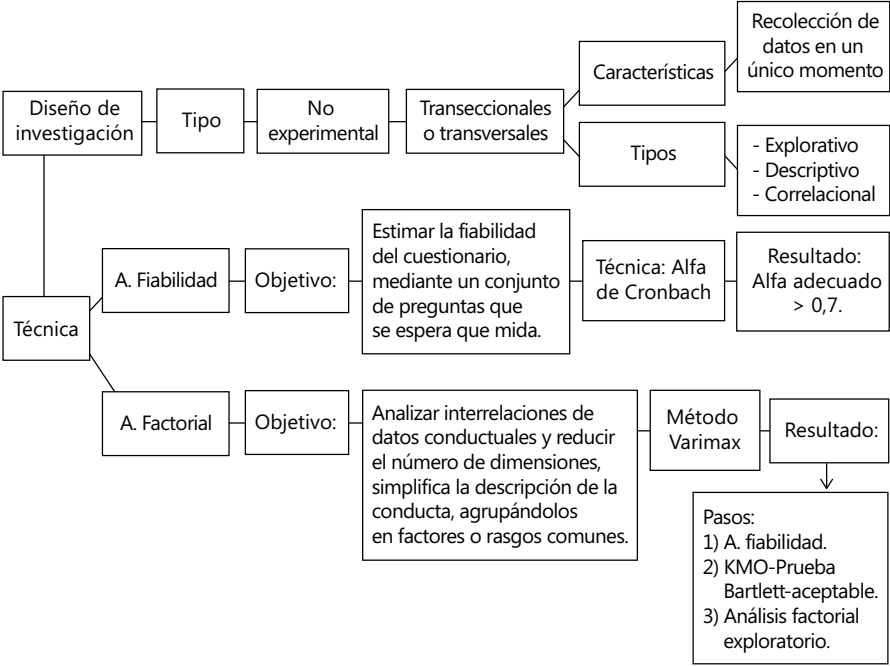 Diseño de
investigación
Tipo
No
experimental
Transeccionales
o transversales
Características
Recolección de
datos en un
único momento
Tipos
- Explorativo
- Descriptivo
- Correlacional
Técnica
A. Fiabilidad
Objetivo:
Estimar la fiabilidad
del cuestionario,
mediante un conjunto
de preguntas que
se espera que mida.
Técnica: Alfa
de Cronbach
Resultado:
Alfa adecuado
> 0,7.
A. Factorial
Objetivo:
Analizar interrelaciones de
datos conductuales y reducir
el número de dimensiones,
simplifica la descripción de la
conducta, agrupándolos
en factores o rasgos comunes.
Método
Varimax
Resultado:
Pasos:
1) A. fiabilidad.
2) KMO-Prueba
Bartlett-aceptable.
3) Análisis factorial
exploratorio.